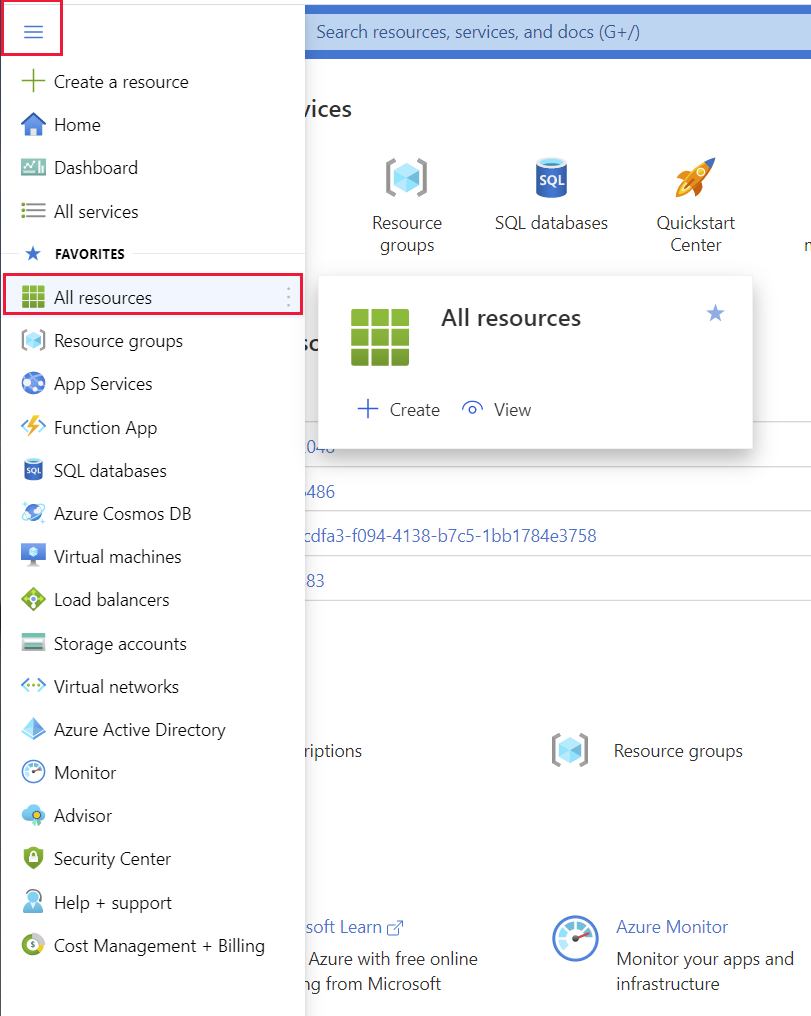 Search resources, services, and docs (G+/)
Create a resource
Home
Dashboard
All services
FAVORITES
All resources
Resource groups
App Services
Function App
SQL databases
Azure Cosmos DB
Virtual machines
Load balancers
Storage accounts
Virtual networks
Azure Active Directory
Monitor
Advisor
Security Center
Help + support
Cost Management + Billing
vices
Resource
groups
SQL
SQL databases
Quickstart
Center
All resources
Create
View
486
cdfa3-f094-4138-b7c5-1bb1784e3758
83
riptions
Resource groups
soft Learn
Azure with free online
ng from Microsoft
Azure Monitor
Monitor your apps and
infrastructure